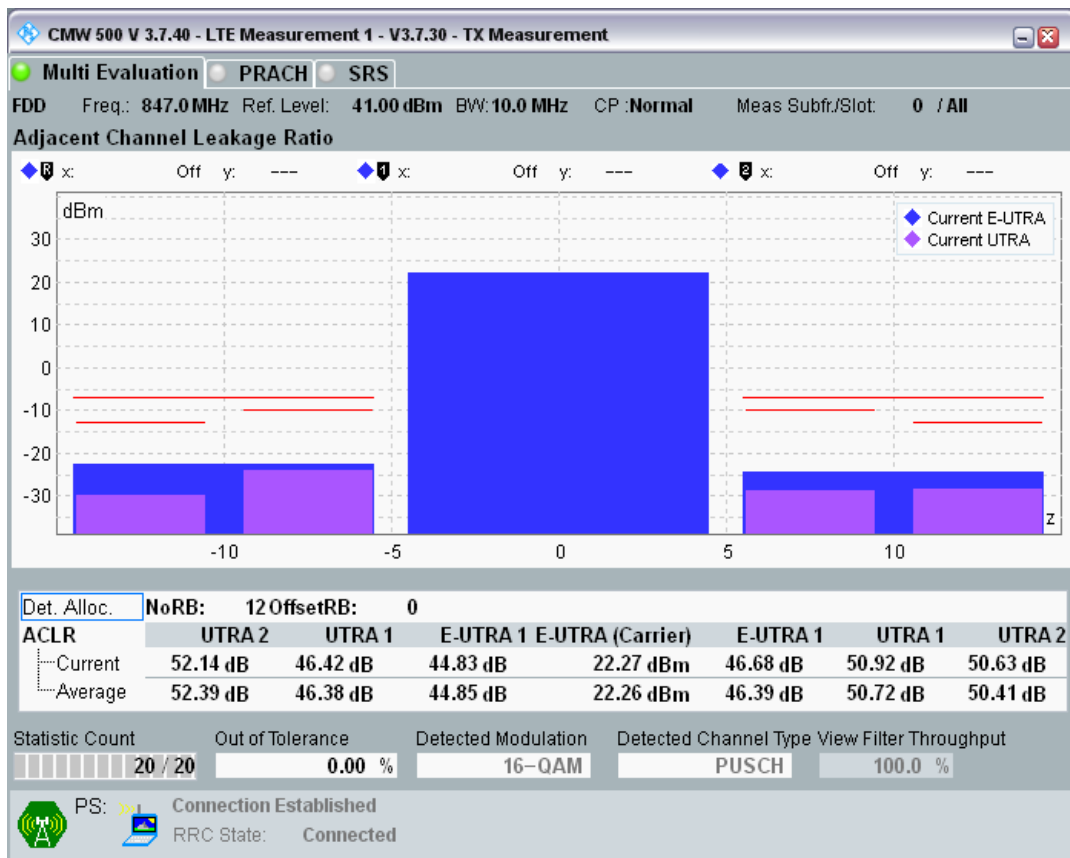 CMW 500 V 3.7.40 - LTE Measurement 1 - V3.7.30 - TX Measurement
Multi Evaluation PRACH SRS
FDD Freq.: 847.0 MHz Ref. Level: 41.00 dBm BW: 10.0 MHz CP :Normal Meas Subfr./Slot: 0 / All
Adjacent Channel Leakage Ratio
R x: Off y: --- 1 x: Off y: --- 2 x: Off y: ---
dBm
Current E-UTRA
Current UTRA
30
20
10
0
-10
-20
-30
z
-10 -5 0 5 10
Det. Alloc. NoRB: 12 OffsetRB: 0
ACLR UTRA 2 UTRA 1 E-UTRA 1 E-UTRA (Carrier) E-UTRA 1 UTRA 1 UTRA 2
Current 52.14 dB 46.42 dB 44.83 dB 22.27 dBm 46.68 dB 50.92 dB 50.63 dB
Average 52.39 dB 46.38 dB 44.85 dB 22.26 dBm 46.39 dB 50.72 dB 50.41 dB
Statistic Count Out of Tolerance Detected Modulation Detected Channel Type View Filter Throughput
20 / 20 0.00 % 16-QAM PUSCH 100.0 %
PS: Connection Established
RRC State: Connected